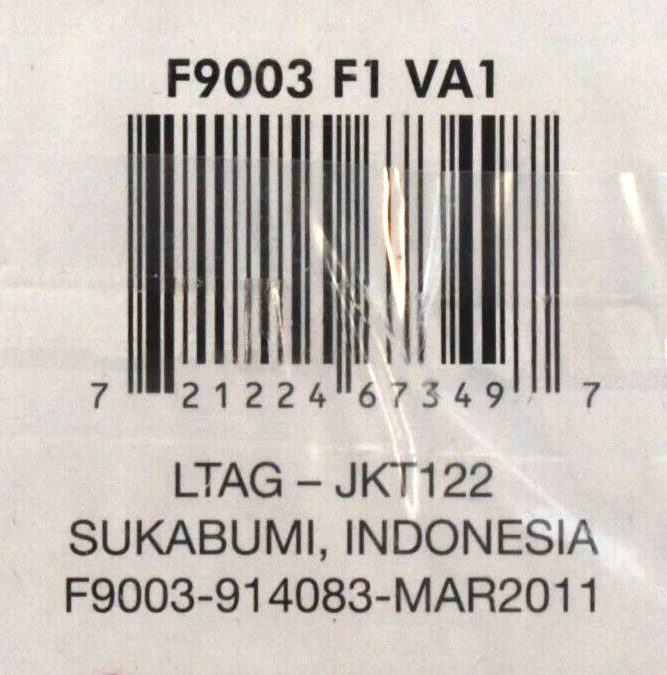 F9003 F1 VA1
7 21224 67349 7
LTAG – JKT122
SUKABUMI, INDONESIA
F9003-914083-MAR2011